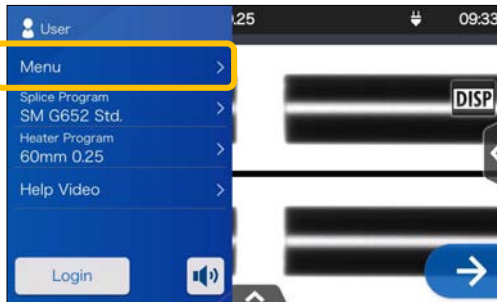 User
.25
09:33
Menu
Splice Program
SM G652 Std.
DISP
Heater Program
60mm 0.25
Help Video
Login